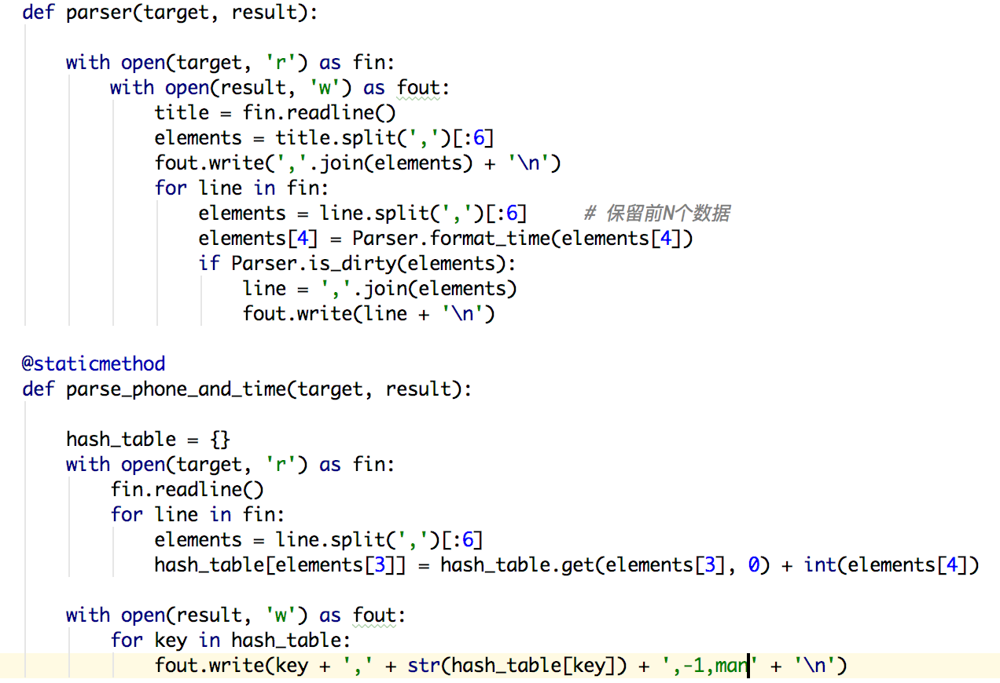 def parser(target, result):
with open(target, 'r') as fin:
with open(result, 'w') as fout:
title = fin.readline()
elements = title.split(',')[:6]
fout.write(','.join(elements) + '\n')
for line in fin:
elements = line.split(',')[:6] # 保留前N个数据
elements[4] = Parser.format_time(elements[4])
if Parser.is_dirty(elements):
line = ','.join(elements)
fout.write(line + '\n')
@staticmethod
def parse_phone_and_time(target, result):
hash_table = {}
with open(target, 'r') as fin:
fin.readline()
for line in fin:
elements = line.split(',')[:6]
hash_table[elements[3]] = hash_table.get(elements[3], 0) + int(elements[4])
with open(result, 'w') as fout:
for key in hash_table:
fout.write(key + ',' + str(hash_table[key]) + ',-1,man' + '\n')